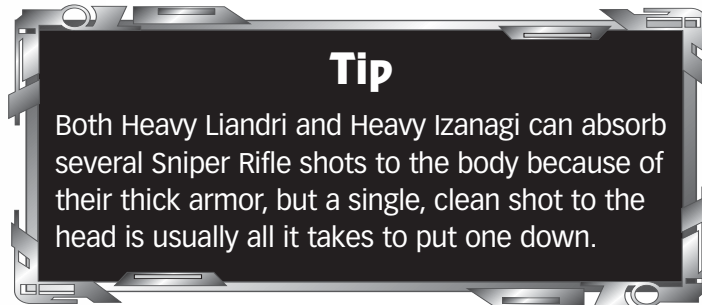 Tip
Both Heavy Liandri and Heavy Izanagi can absorb
several Sniper Rifle shots to the body because of
their thick armor, but a single, clean shot to the
head is usually all it takes to put one down.